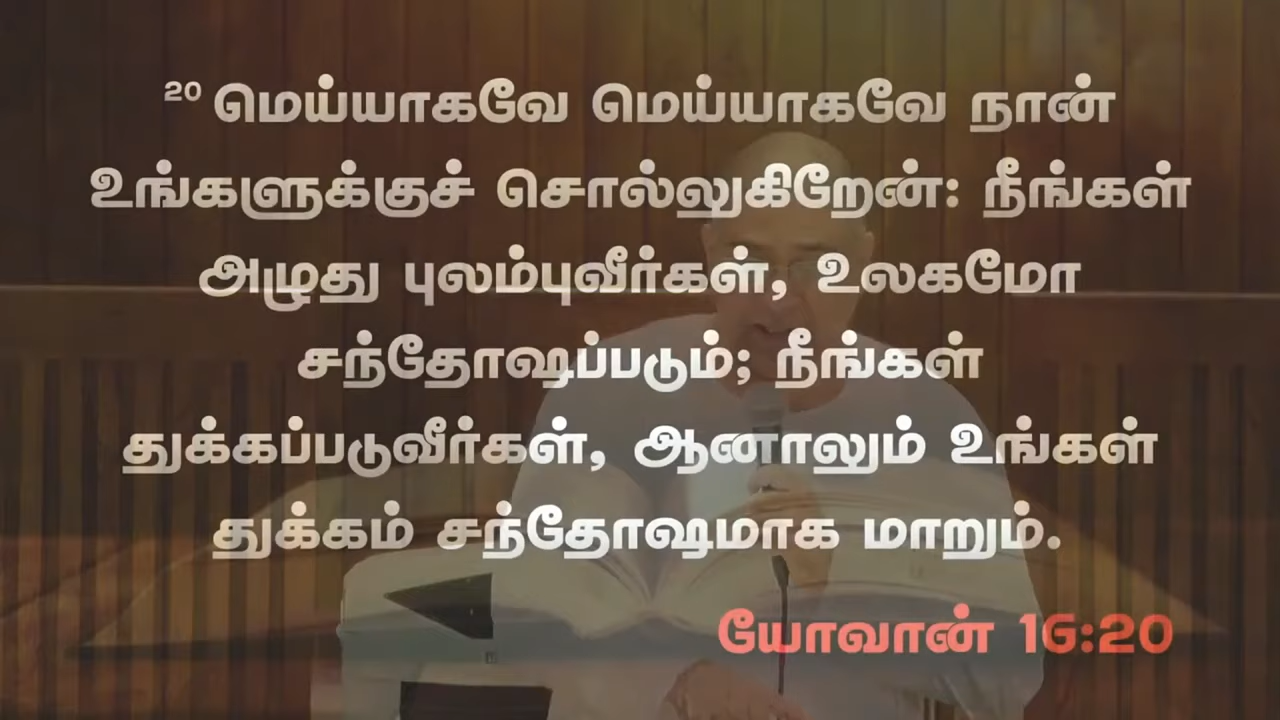 20 மெய்யாகவே மெய்யாகவே நான்
உங்களுக்குச் சொல்லுகிறேன்: நீங்கள்
அழுது புலம்புவீர்கள், உலகமோ
சந்தோஷப்படும்; நீங்கள்
துக்கப்படுவீர்கள், ஆனாலும் உங்கள்
துக்கம் சந்தோஷமாக மாறும்.
யோவான் 16:20